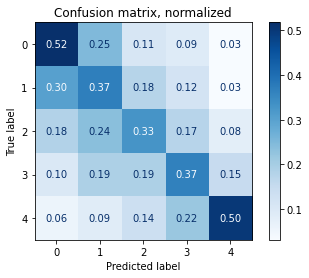 Confusion matrix, normalized
0 0.52 0.25 0.11 0.09 0.03
1 0.30 0.37 0.18 0.12 0.03
2 0.18 0.24 0.33 0.17 0.08
3 0.10 0.19 0.19 0.37 0.15
4 0.06 0.09 0.14 0.22 0.50
0 1 2 3 4
Predicted label
True label
0.5
0.4
0.3
0.2
0.1